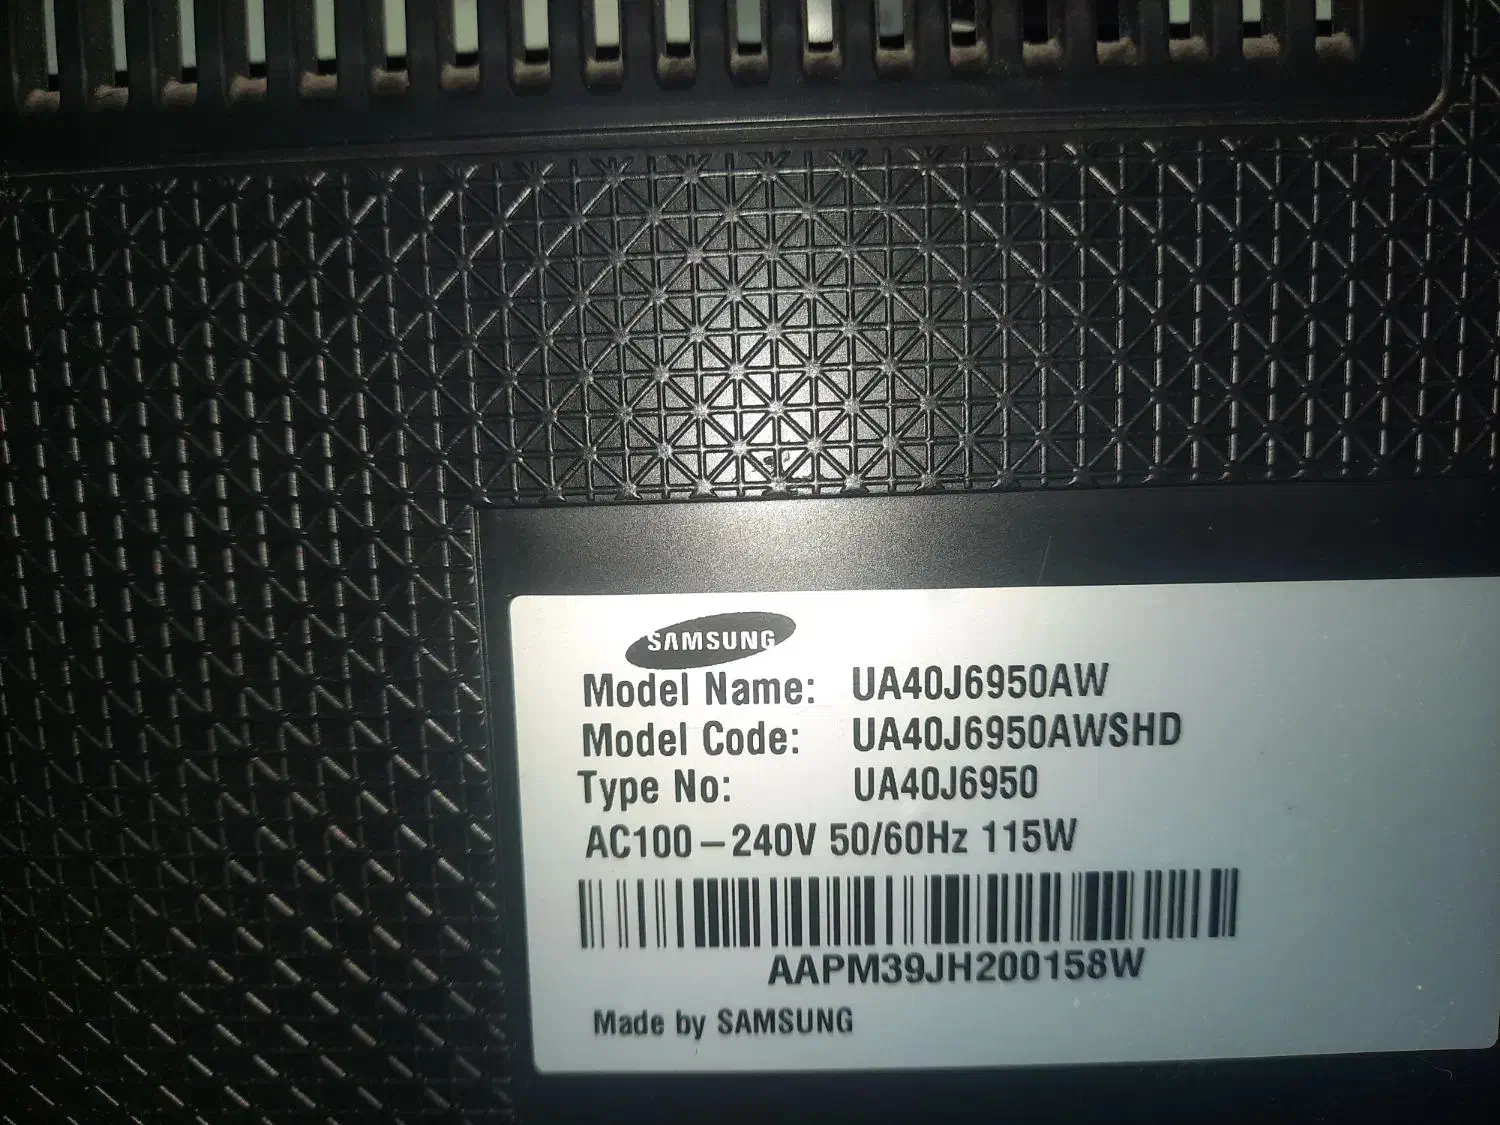 SAMSUNG
Model Name: UA40J6950AW
Model Code: UA40J6950AWSHD
Type No: UA40J6950
AC100-240V 50/60Hz 115W
AAPM39JH200158W
Made by SAMSUNG